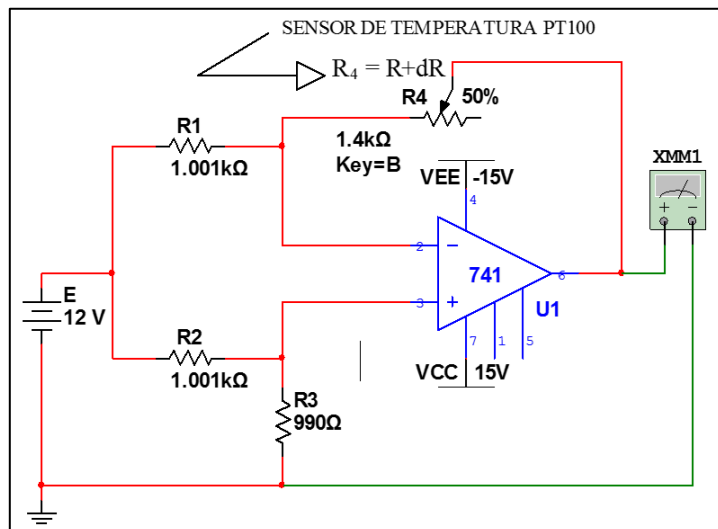 SENSOR DE TEMPERATURA PT100
R4 = R+dR
R4 50%
R1
1.001kΩ
1.4kΩ
Key=B
XMM1
VEE -15V
4
2
741
6
E
12 V
3
U1
R2
1.001kΩ
7 1 5
VCC 15V
R3
990Ω